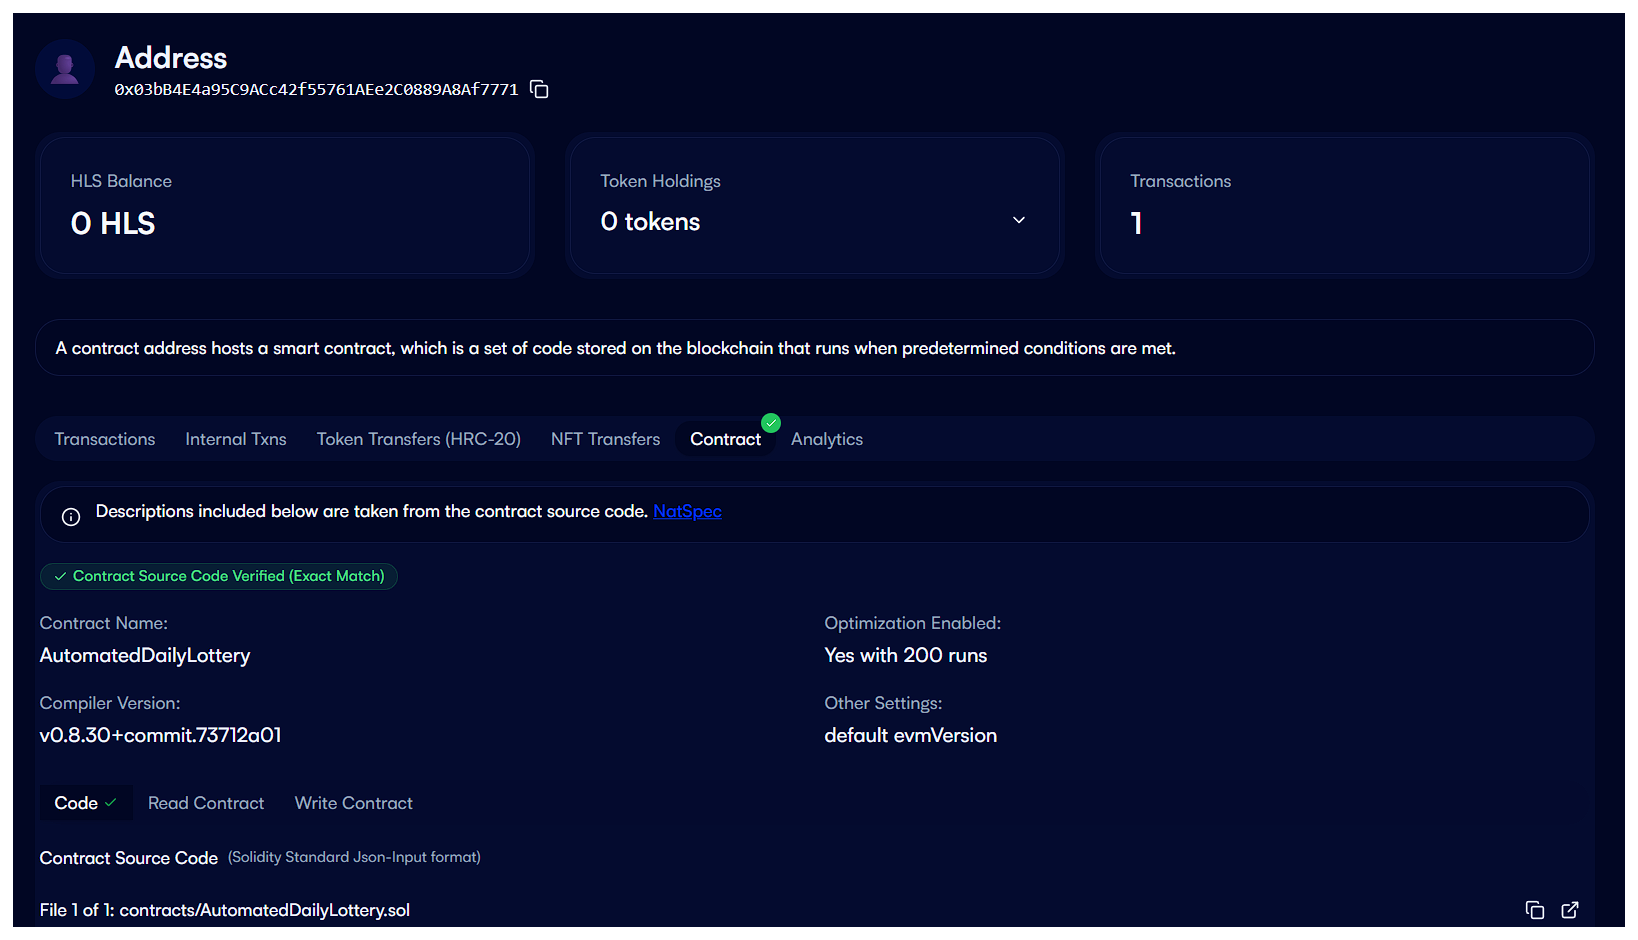 Address
0x03bB4E4a95C9ACc42f55761AEe2C0889A8Af7771
HLS Balance
0 HLS
Token Holdings
0 tokens
Transactions
1
A contract address hosts a smart contract, which is a set of code stored on the blockchain that runs when predetermined conditions are met.
Transactions Internal Txns Token Transfers (HRC-20) NFT Transfers Contract Analytics
Descriptions included below are taken from the contract source code. NatSpec
Contract Source Code Verified (Exact Match)
Contract Name:
AutomatedDailyLottery
Optimization Enabled:
Yes with 200 runs
Compiler Version:
v0.8.30+commit.73712a01
Other Settings:
default evmVersion
Code Read Contract Write Contract
Contract Source Code (Solidity Standard Json-Input format)
File 1 of 1: contracts/AutomatedDailyLottery.sol